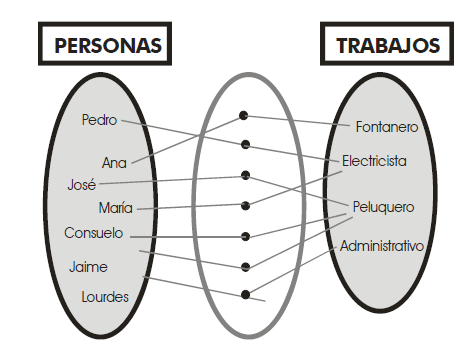 PERSONAS
TRABAJOS
Pedro
Ana
José
María
Consuelo
Jaime
Lourdes
Fontanero
Electricista
Peluquero
Administrativo